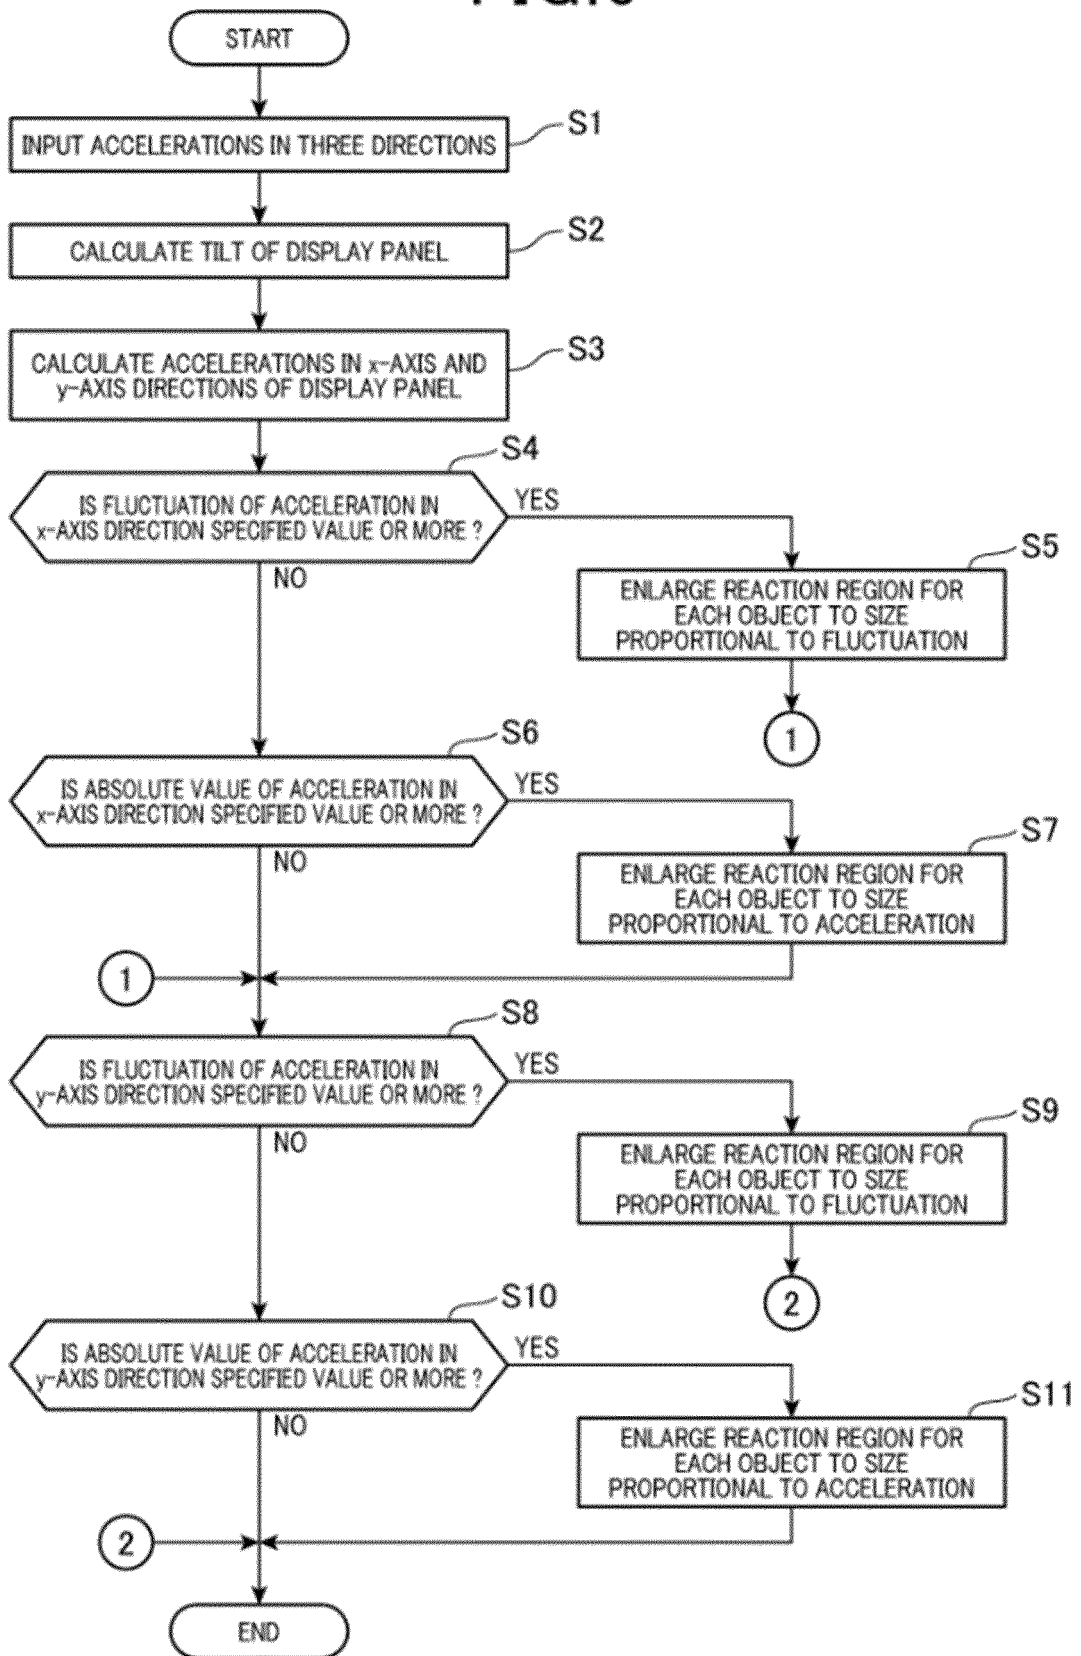 START
S1
INPUT ACCELERATIONS IN THREE DIRECTIONS
S2
CALCULATE TILT OF DISPLAY PANEL
S3
CALCULATE ACCELERATIONS IN x-AXIS AND
y-AXIS DIRECTIONS OF DISPLAY PANEL
S4
IS FLUCTUATION OF ACCELERATION IN
x-AXIS DIRECTION SPECIFIED VALUE OR MORE ?
YES
NO
S5
ENLARGE REACTION REGION FOR
EACH OBJECT TO SIZE
PROPORTIONAL TO FLUCTUATION
1
S6
IS ABSOLUTE VALUE OF ACCELERATION IN
x-AXIS DIRECTION SPECIFIED VALUE OR MORE ?
YES
NO
S7
ENLARGE REACTION REGION FOR
EACH OBJECT TO SIZE
PROPORTIONAL TO ACCELERATION
1
S8
IS FLUCTUATION OF ACCELERATION IN
y-AXIS DIRECTION SPECIFIED VALUE OR MORE ?
YES
NO
S9
ENLARGE REACTION REGION FOR
EACH OBJECT TO SIZE
PROPORTIONAL TO FLUCTUATION
2
S10
IS ABSOLUTE VALUE OF ACCELERATION IN
y-AXIS DIRECTION SPECIFIED VALUE OR MORE ?
YES
NO
S11
ENLARGE REACTION REGION FOR
EACH OBJECT TO SIZE
PROPORTIONAL TO ACCELERATION
2
END